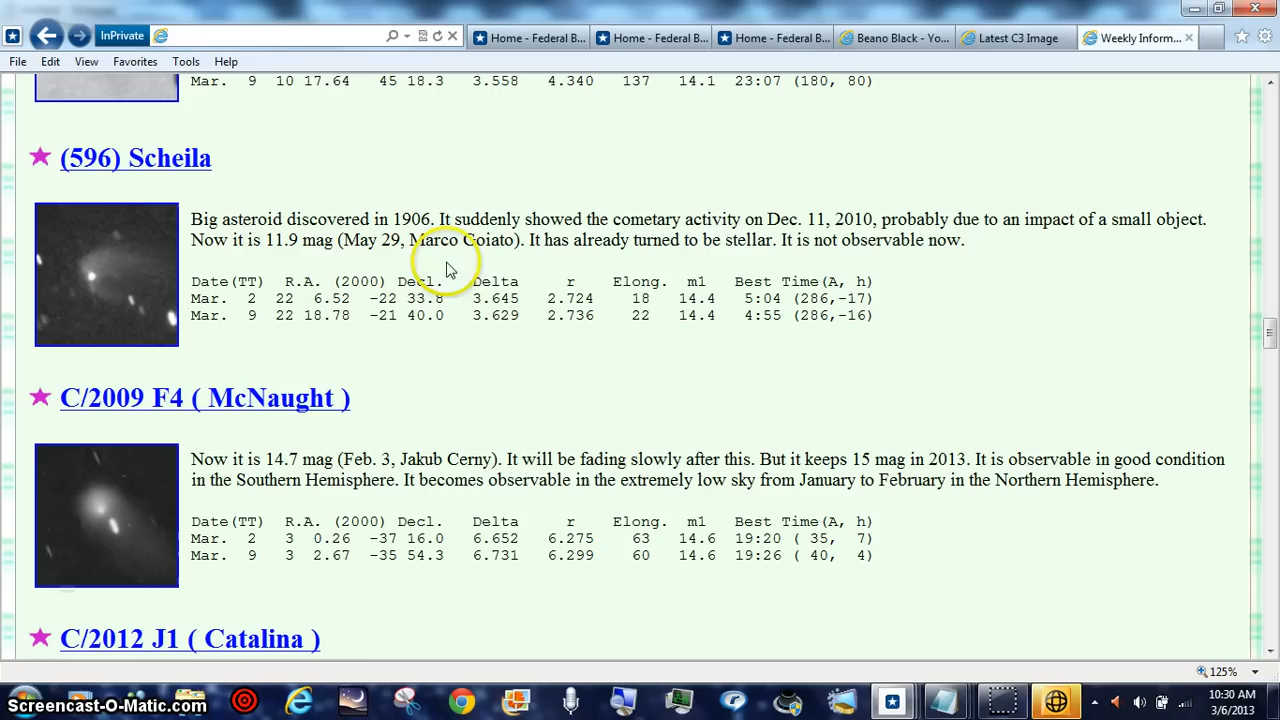 InPrivate
Home - Federal B...
Home - Federal B...
Home - Federal B...
Beano Black - Yo...
Latest C3 Image
Weekly Inform...
File Edit View Favorites Tools Help
Mar. 9 10 17.64 45 18.3 3.558 4.340 137 14.1 23:07 (180, 80)
(596) Scheila
Big asteroid discovered in 1906. It suddenly showed the cometary activity on Dec. 11, 2010, probably due to an impact of a small object.
Now it is 11.9 mag (May 29, Marco Goiato). It has already turned to be stellar. It is not observable now.
Date(TT) R.A. (2000) Decl. Delta r Elong. m1 Best Time(A, h)
Mar. 2 22 6.52 -22 33.8 3.645 2.724 18 14.4 5:04 (286,-17)
Mar. 9 22 18.78 -21 40.0 3.629 2.736 22 14.4 4:55 (286,-16)
C/2009 F4 ( McNaught )
Now it is 14.7 mag (Feb. 3, Jakub Cerny). It will be fading slowly after this. But it keeps 15 mag in 2013. It is observable in good condition
in the Southern Hemisphere. It becomes observable in the extremely low sky from January to February in the Northern Hemisphere.
Date(TT) R.A. (2000) Decl. Delta r Elong. m1 Best Time(A, h)
Mar. 2 3 0.26 -37 16.0 6.652 6.275 63 14.6 19:20 ( 35, 7)
Mar. 9 3 2.67 -35 54.3 6.731 6.299 60 14.6 19:26 ( 40, 4)
C/2012 J1 ( Catalina )
125%
Screencast-O-Matic.com
10:30 AM
3/6/2013